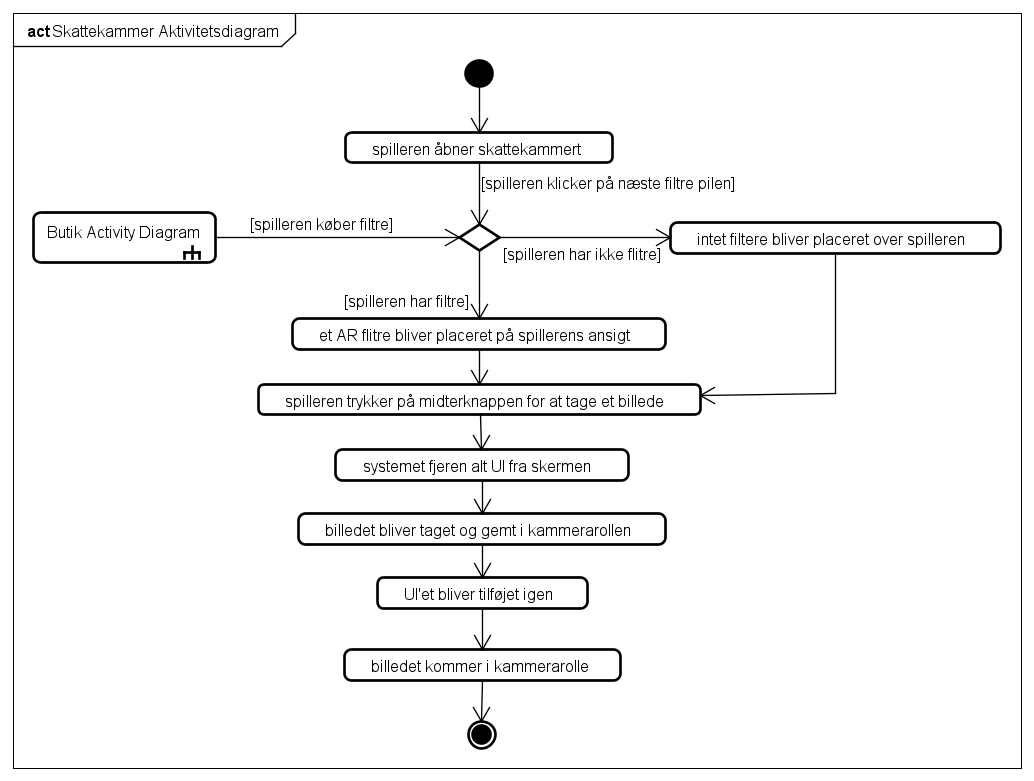 act Skattekammer Aktivitetsdiagram
spilleren åbner skattekammert
[spilleren klicker på næste filtre pilen]
Butik Activity Diagram
[spilleren køber filtre]
intet filtere bliver placeret over spilleren
[spilleren har ikke flitre]
[spilleren har filtre]
et AR flitre bliver placeret på spillerens ansigt
spilleren trykker på midterknappen for at tage et billede
systemet fjeren alt UI fra skermen
billedet bliver taget og gemt i kammerarollen
UI'et bliver tilføjet igen
billedet kommer i kammerarolle